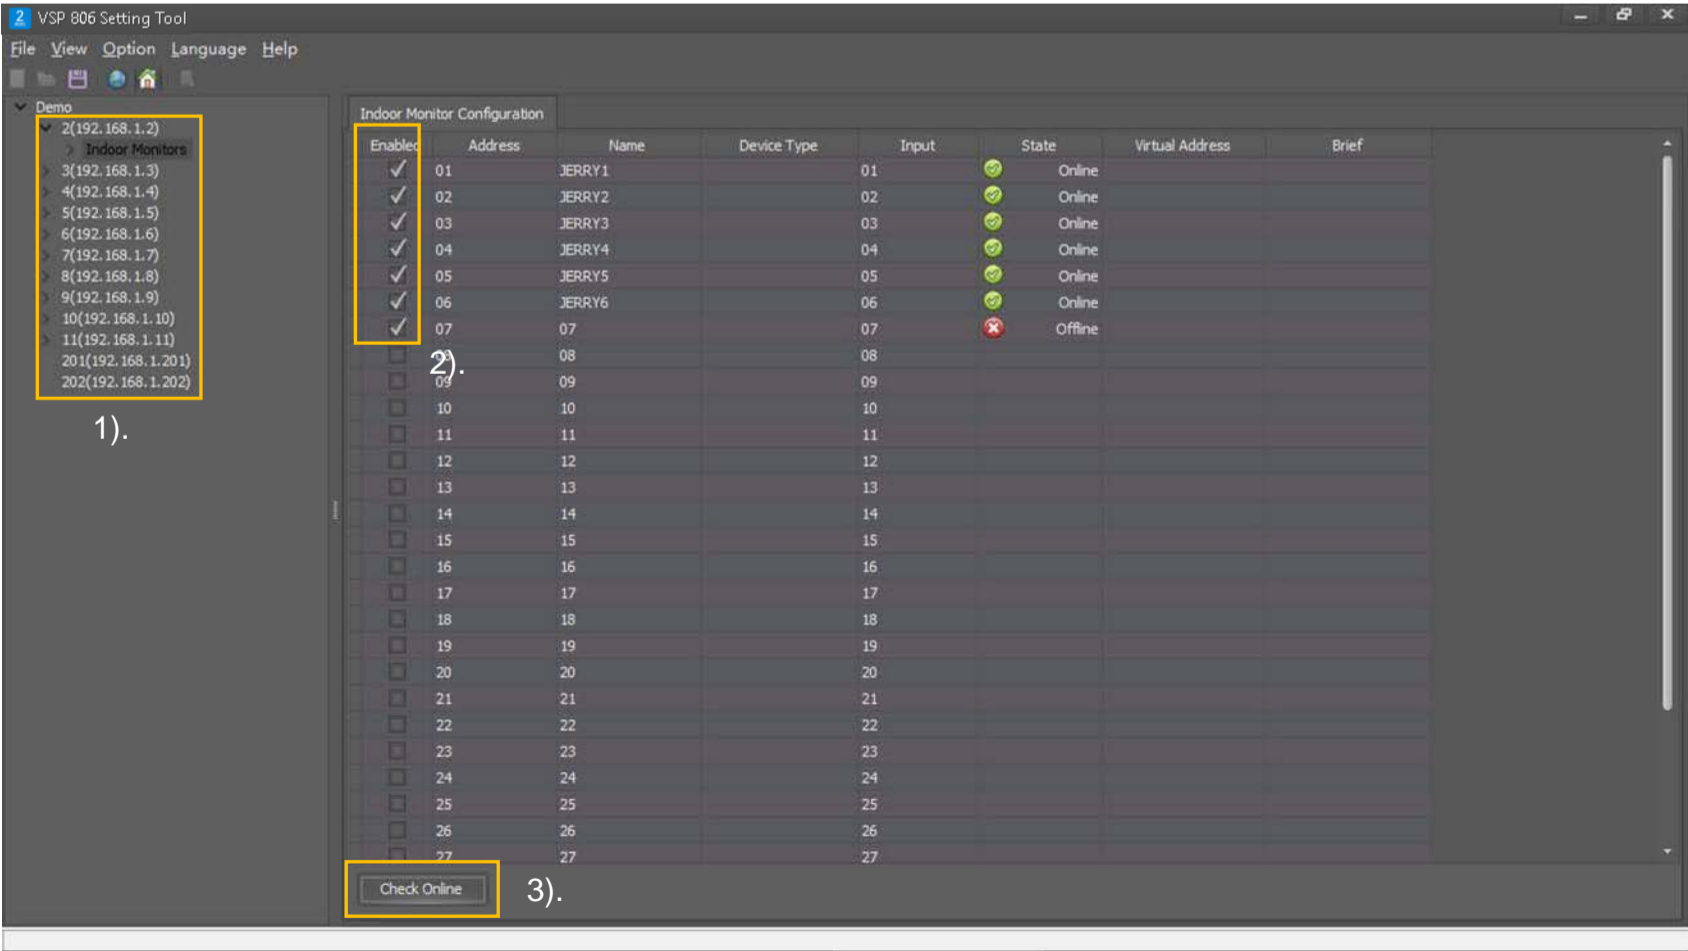 2 VSP 806 Setting Tool
File View Option Language Help
Demo
2(192.168.1.2)
Indoor Monitors
3(192.168.1.3)
4(192.168.1.4)
5(192.168.1.5)
6(192.168.1.6)
7(192.168.1.7)
8(192.168.1.8)
9(192.168.1.9)
10(192.168.1.10)
11(192.168.1.11)
201(192.168.1.201)
202(192.168.1.202)
1).
Indoor Monitor Configuration
Enabled Address Name Device Type Input State Virtual Address Brief
01 JERRY1 01 Online
02 JERRY2 02 Online
03 JERRY3 03 Online
04 JERRY4 04 Online
05 JERRY5 05 Online
06 JERRY6 06 Online
07 07 07 Offline
2).
08 08 08
09 09 09
10 10 10
11 11 11
12 12 12
13 13 13
14 14 14
15 15 15
16 16 16
17 17 17
18 18 18
19 19 19
20 20 20
21 21 21
22 22 22
23 23 23
24 24 24
25 25 25
26 26 26
27 27 27
Check Online
3).